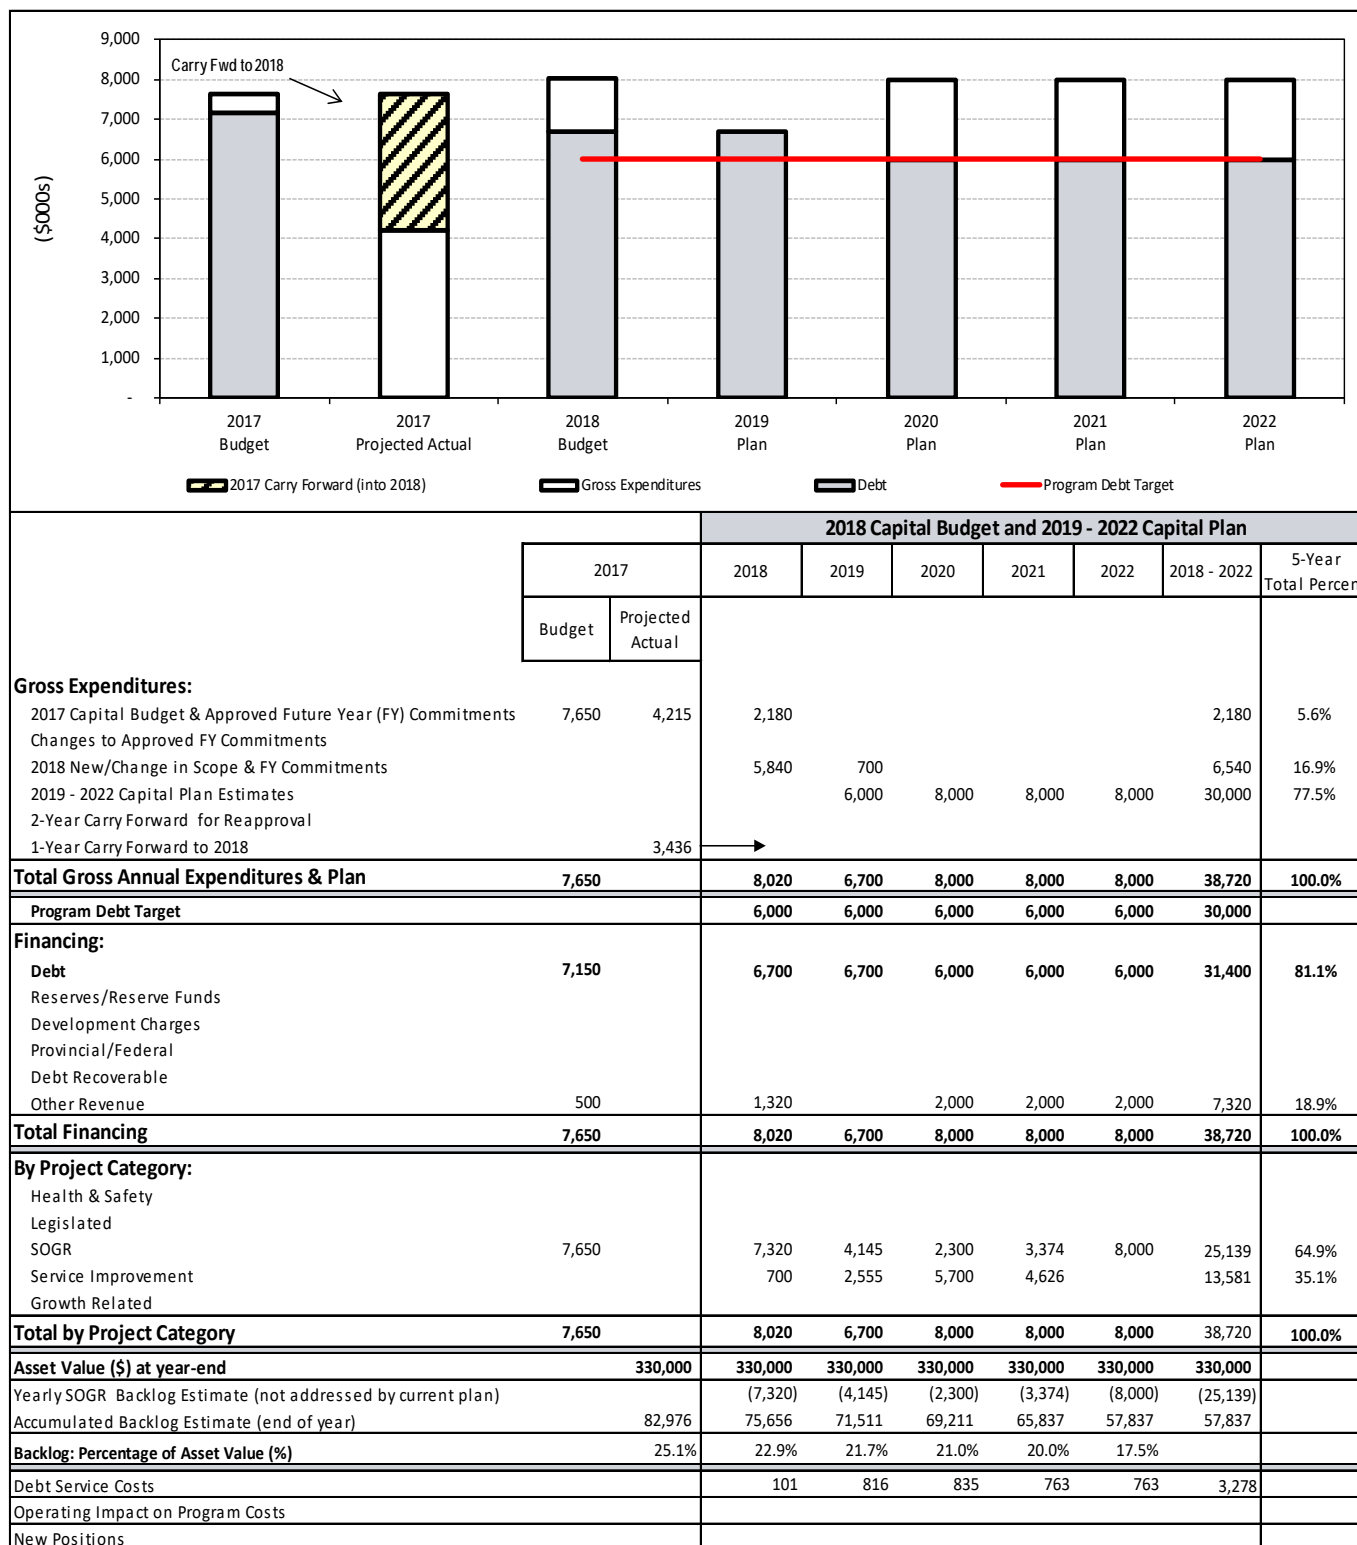 9,000
8,000
7,000
6,000
5,000
4,000
3,000
2,000
1,000
-
($000s)
Carry Fwd to 2018
2017 2017 2018 2019 2020 2021 2022
Budget Projected Actual Budget Plan Plan Plan Plan
2017 Carry Forward (into 2018) Gross Expenditures Debt Program Debt Target
2018 Capital Budget and 2019 - 2022 Capital Plan
2017 2018 2019 2020 2021 2022 2018 - 2022 5-Year
Total Percen
Budget Projected
Actual
Gross Expenditures:
2017 Capital Budget & Approved Future Year (FY) Commitments 7,650 4,215 2,180 2,180 5.6%
Changes to Approved FY Commitments
2018 New/Change in Scope & FY Commitments 5,840 700 6,540 16.9%
2019 - 2022 Capital Plan Estimates 6,000 8,000 8,000 8,000 30,000 77.5%
2-Year Carry Forward for Reapproval
1-Year Carry Forward to 2018 3,436
Total Gross Annual Expenditures & Plan 7,650 8,020 6,700 8,000 8,000 8,000 38,720 100.0%
Program Debt Target 6,000 6,000 6,000 6,000 6,000 30,000
Financing:
Debt 7,150 6,700 6,700 6,000 6,000 6,000 31,400 81.1%
Reserves/Reserve Funds
Development Charges
Provincial/Federal
Debt Recoverable
Other Revenue 500 1,320 2,000 2,000 2,000 7,320 18.9%
Total Financing 7,650 8,020 6,700 8,000 8,000 8,000 38,720 100.0%
By Project Category:
Health & Safety
Legislated
SOGR 7,650 7,320 4,145 2,300 3,374 8,000 25,139 64.9%
Service Improvement 700 2,555 5,700 4,626 13,581 35.1%
Growth Related
Total by Project Category 7,650 8,020 6,700 8,000 8,000 8,000 38,720 100.0%
Asset Value ($) at year-end 330,000 330,000 330,000 330,000 330,000 330,000 330,000
Yearly SOGR Backlog Estimate (not addressed by current plan) (7,320) (4,145) (2,300) (3,374) (8,000) (25,139)
Accumulated Backlog Estimate (end of year) 82,976 75,656 71,511 69,211 65,837 57,837 57,837
Backlog: Percentage of Asset Value (%) 25.1% 22.9% 21.7% 21.0% 20.0% 17.5%
Debt Service Costs 101 816 835 763 763 3,278
Operating Impact on Program Costs
New Positions